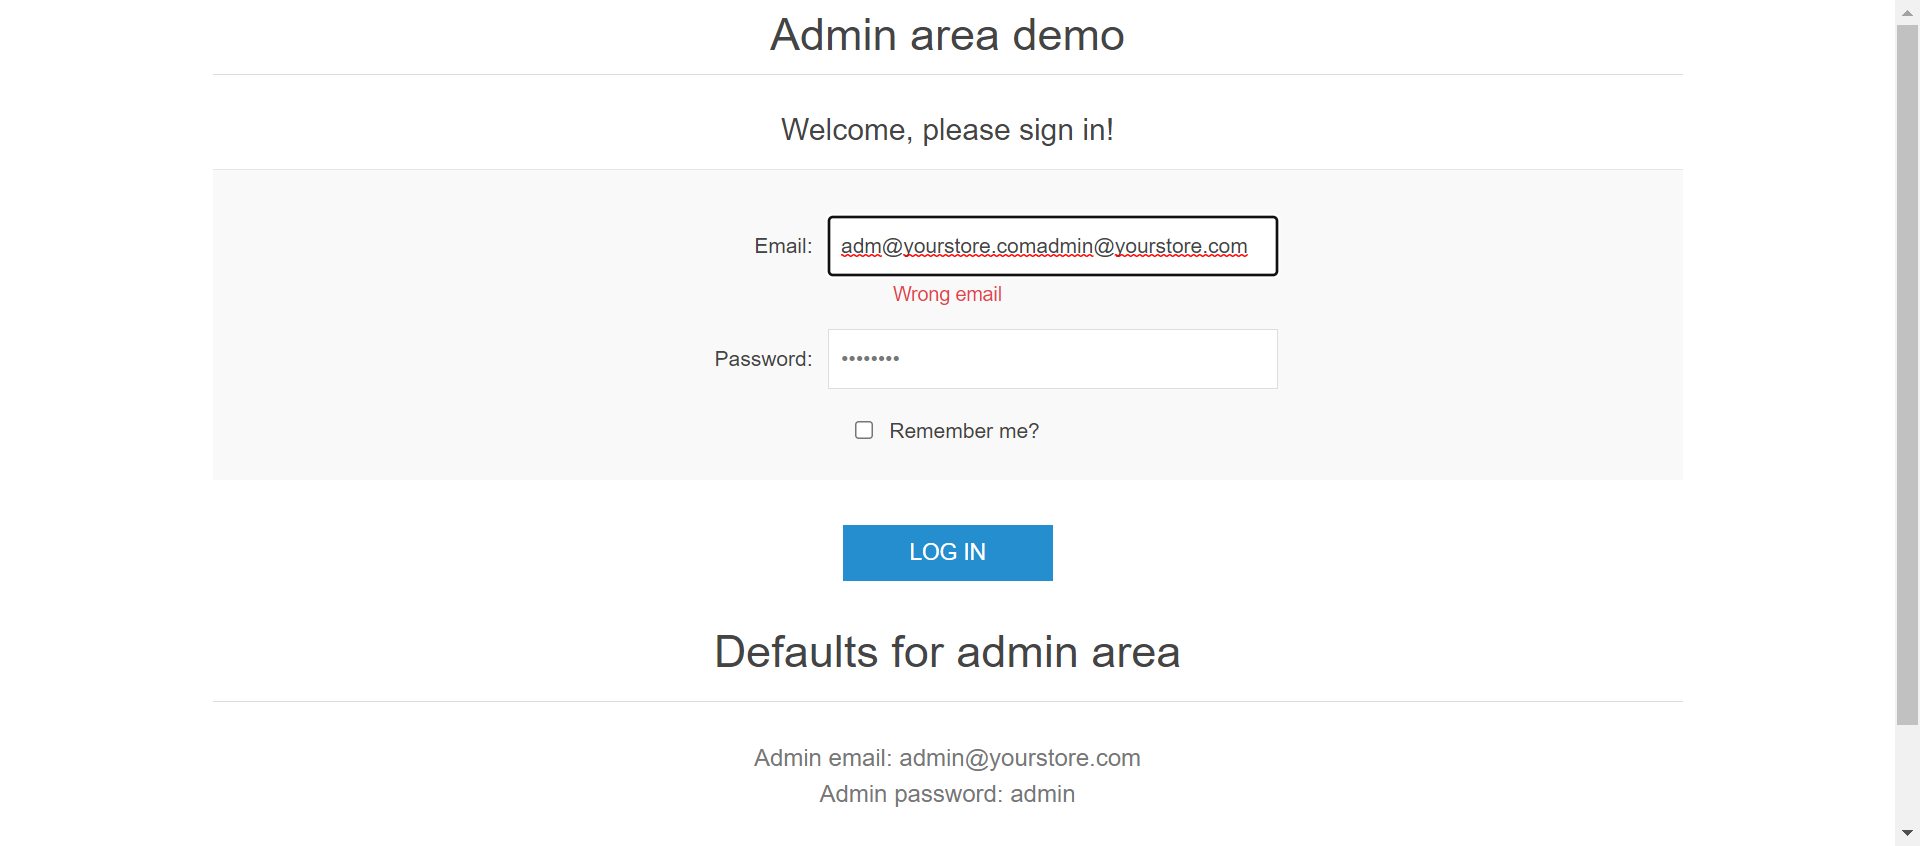 Admin area demo
Welcome, please sign in!
Email: adm@yourstore.comadmin@yourstore.com
Wrong email
Password: ••••••••
Remember me?
LOG IN
Defaults for admin area
Admin email: admin@yourstore.com
Admin password: admin